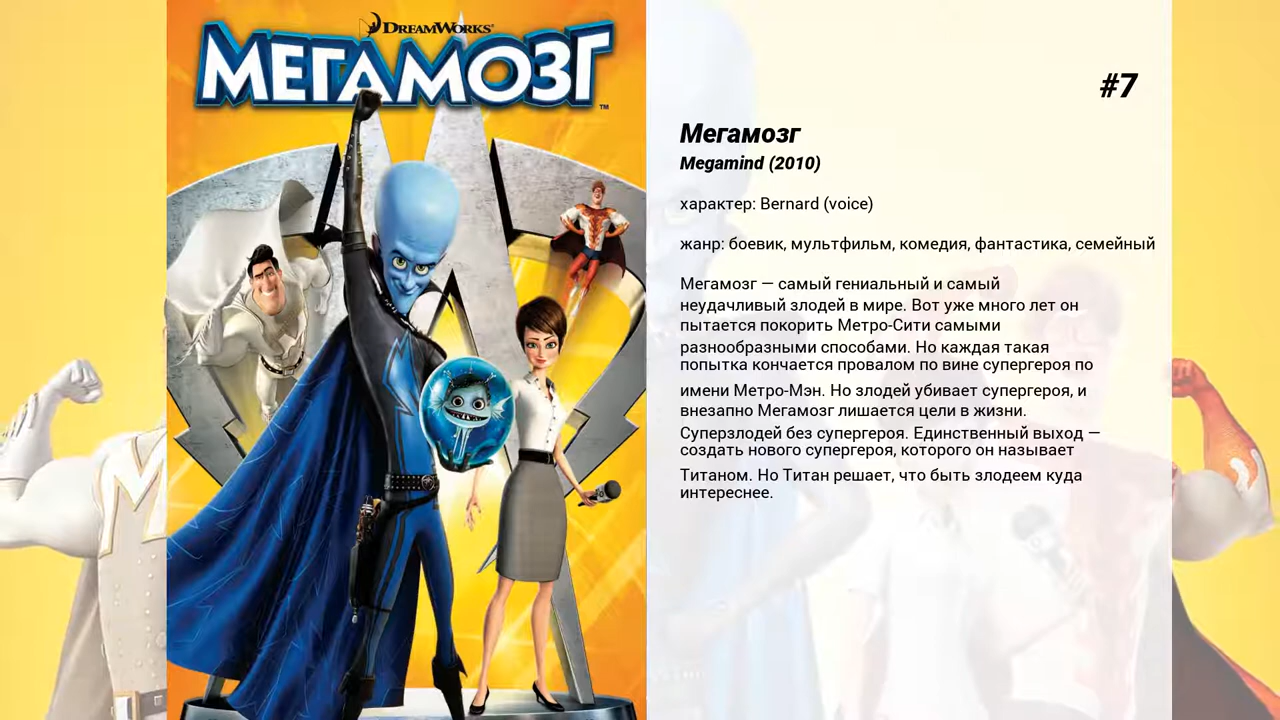 DREAMWORKS
МЕГАМОЗГ
TM
#7
Мегамозг
Megamind (2010)
характер: Bernard (voice)
жанр: боевик, мультфильм, комедия, фантастика, семейный
Мегамозг — самый гениальный и самый
неудачливый злодей в мире. Вот уже много лет он
пытается покорить Метро-Сити самыми
разнообразными способами. Но каждая такая
попытка кончается провалом по вине супергероя по
имени Метро-Мэн. Но злодей убивает супергероя, и
внезапно Мегамозг лишается цели в жизни.
Суперзлодей без супергероя. Единственный выход —
создать нового супергероя, которого он называет
Титаном. Но Титан решает, что быть злодеем куда
интереснее.